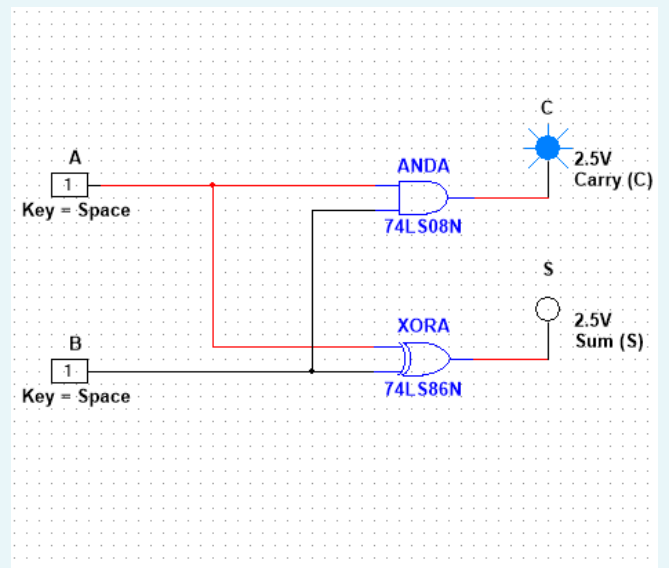 A
1
Key = Space
B
1
Key = Space
ANDA
74LS08N
XORA
74LS86N
C
2.5V
Carry (C)
S
2.5V
Sum (S)